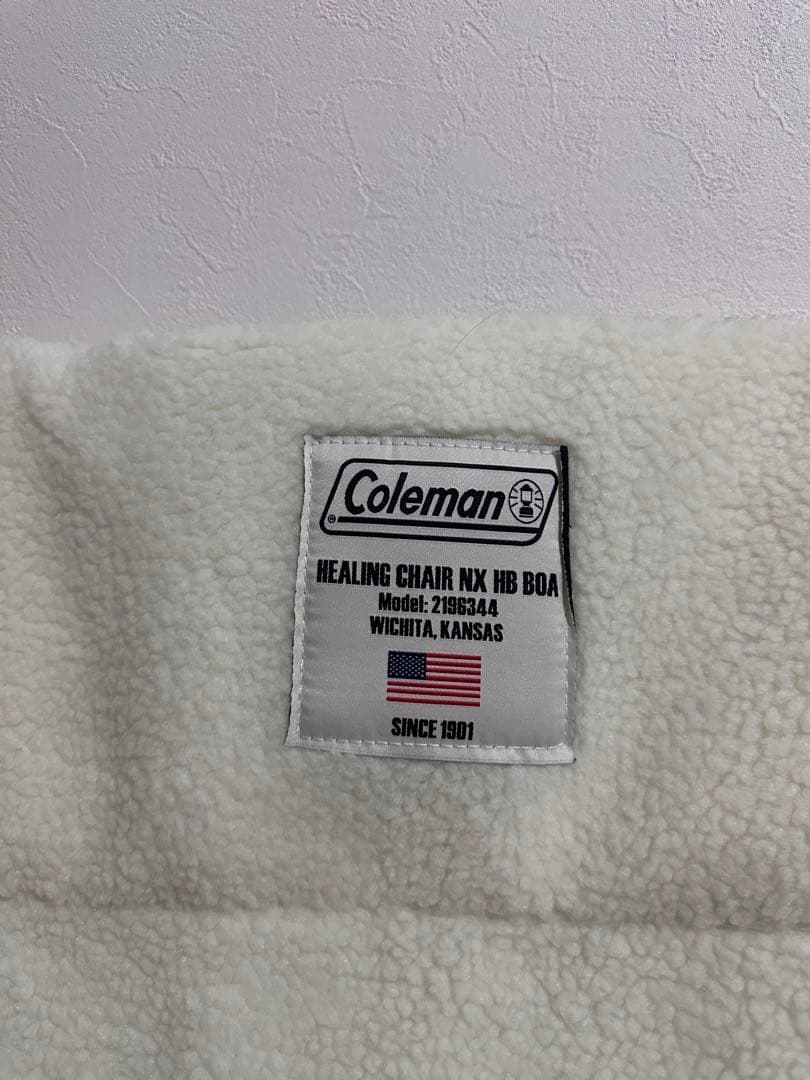 Coleman
HEALING CHAIR NX HB BOA
Model: 2196344
WICHITA, KANSAS
SINCE 1901